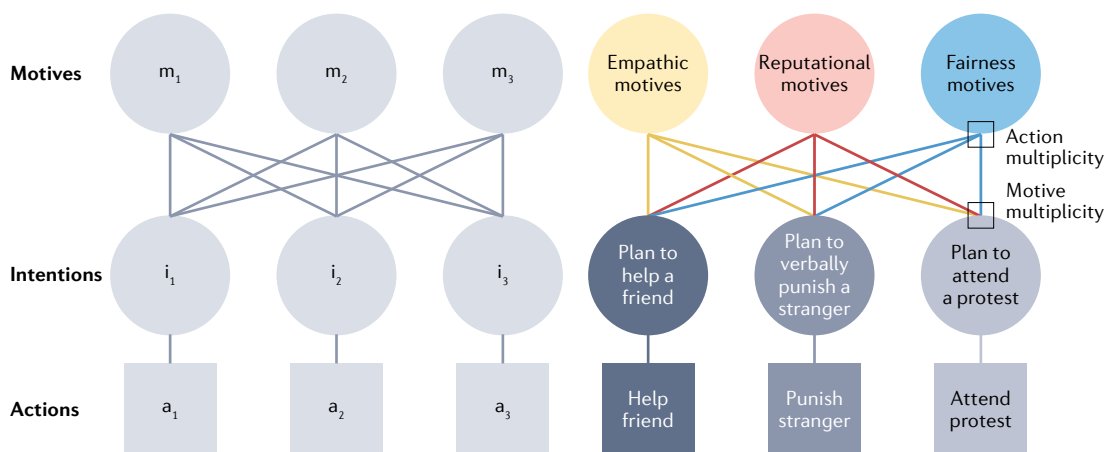 Motives
m₁
m₂
m₃
Empathic
motives
Reputational
motives
Fairness
motives
Action
multiplicity
Motive
multiplicity
Intentions
i₁
i₂
i₃
Plan to
help a
friend
Plan to
verbally
punish a
stranger
Plan to
attend
a protest
Actions
a₁
a₂
a₃
Help
friend
Punish
stranger
Attend
protest